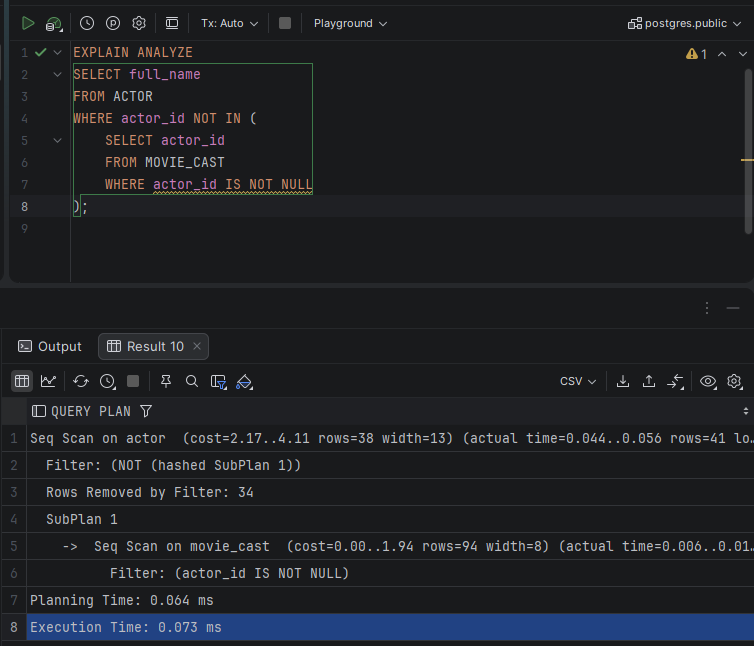 Tx: Auto
Playground
postgres.public
1 EXPLAIN ANALYZE
1
2 SELECT full_name
3 FROM ACTOR
4 WHERE actor_id NOT IN (
5 SELECT actor_id
6 FROM MOVIE_CAST
7 WHERE actor_id IS NOT NULL
8 );
9
Output
Result 10
CSV
QUERY PLAN
1 Seq Scan on actor  (cost=2.17..4.11 rows=38 width=13) (actual time=0.044..0.056 rows=41 lo…
2 Filter: (NOT (hashed SubPlan 1))
3 Rows Removed by Filter: 34
4 SubPlan 1
5 ->  Seq Scan on movie_cast  (cost=0.00..1.94 rows=94 width=8) (actual time=0.006..0.01…
6 Filter: (actor_id IS NOT NULL)
7 Planning Time: 0.064 ms
8 Execution Time: 0.073 ms